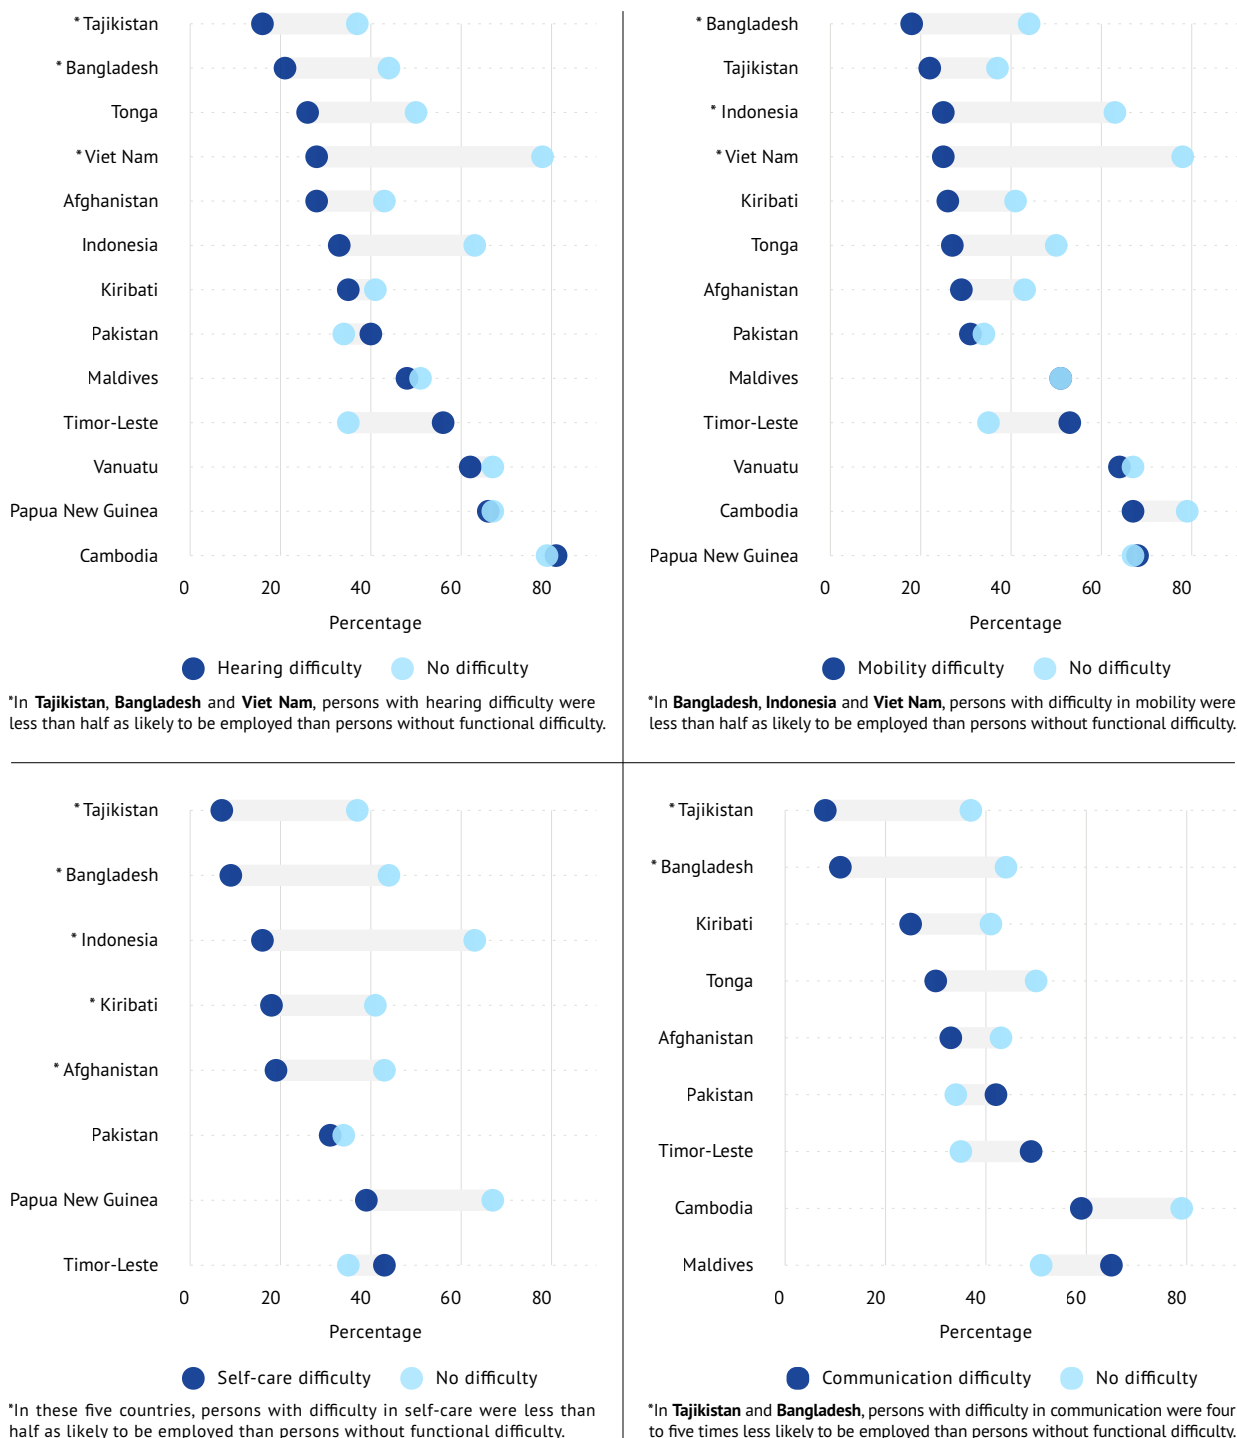 * Tajikistan
* Bangladesh
Tonga
* Viet Nam
Afghanistan
Indonesia
Kiribati
Pakistan
Maldives
Timor-Leste
Vanuatu
Papua New Guinea
Cambodia
0 20 40 60 80
Percentage
Hearing difficulty No difficulty
*In Tajikistan, Bangladesh and Viet Nam, persons with hearing difficulty were
less than half as likely to be employed than persons without functional difficulty.
* Bangladesh
Tajikistan
* Indonesia
* Viet Nam
Kiribati
Tonga
Afghanistan
Pakistan
Maldives
Timor-Leste
Vanuatu
Cambodia
Papua New Guinea
0 20 40 60 80
Percentage
Mobility difficulty No difficulty
*In Bangladesh, Indonesia and Viet Nam, persons with difficulty in mobility were
less than half as likely to be employed than persons without functional difficulty.
* Tajikistan
* Bangladesh
* Indonesia
* Kiribati
* Afghanistan
Pakistan
Papua New Guinea
Timor-Leste
0 20 40 60 80
Percentage
Self-care difficulty No difficulty
*In these five countries, persons with difficulty in self-care were less than
half as likely to be employed than persons without functional difficulty.
* Tajikistan
* Bangladesh
Kiribati
Tonga
Afghanistan
Pakistan
Timor-Leste
Cambodia
Maldives
0 20 40 60 80
Percentage
Communication difficulty No difficulty
*In Tajikistan and Bangladesh, persons with difficulty in communication were four
to five times less likely to be employed than persons without functional difficulty.